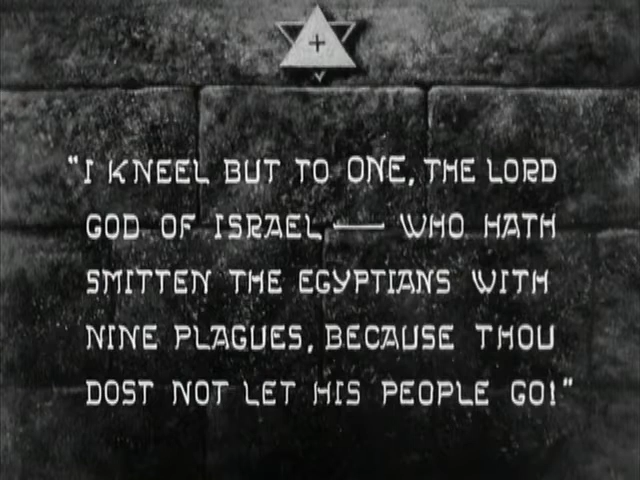 "I KNEEL BUT TO ONE, THE LORD
GOD OF ISRAEL — WHO HATH
SMITTEN THE EGYPTIANS WITH
NINE PLAGUES, BECAUSE THOU
DOST NOT LET HIS PEOPLE GO!"